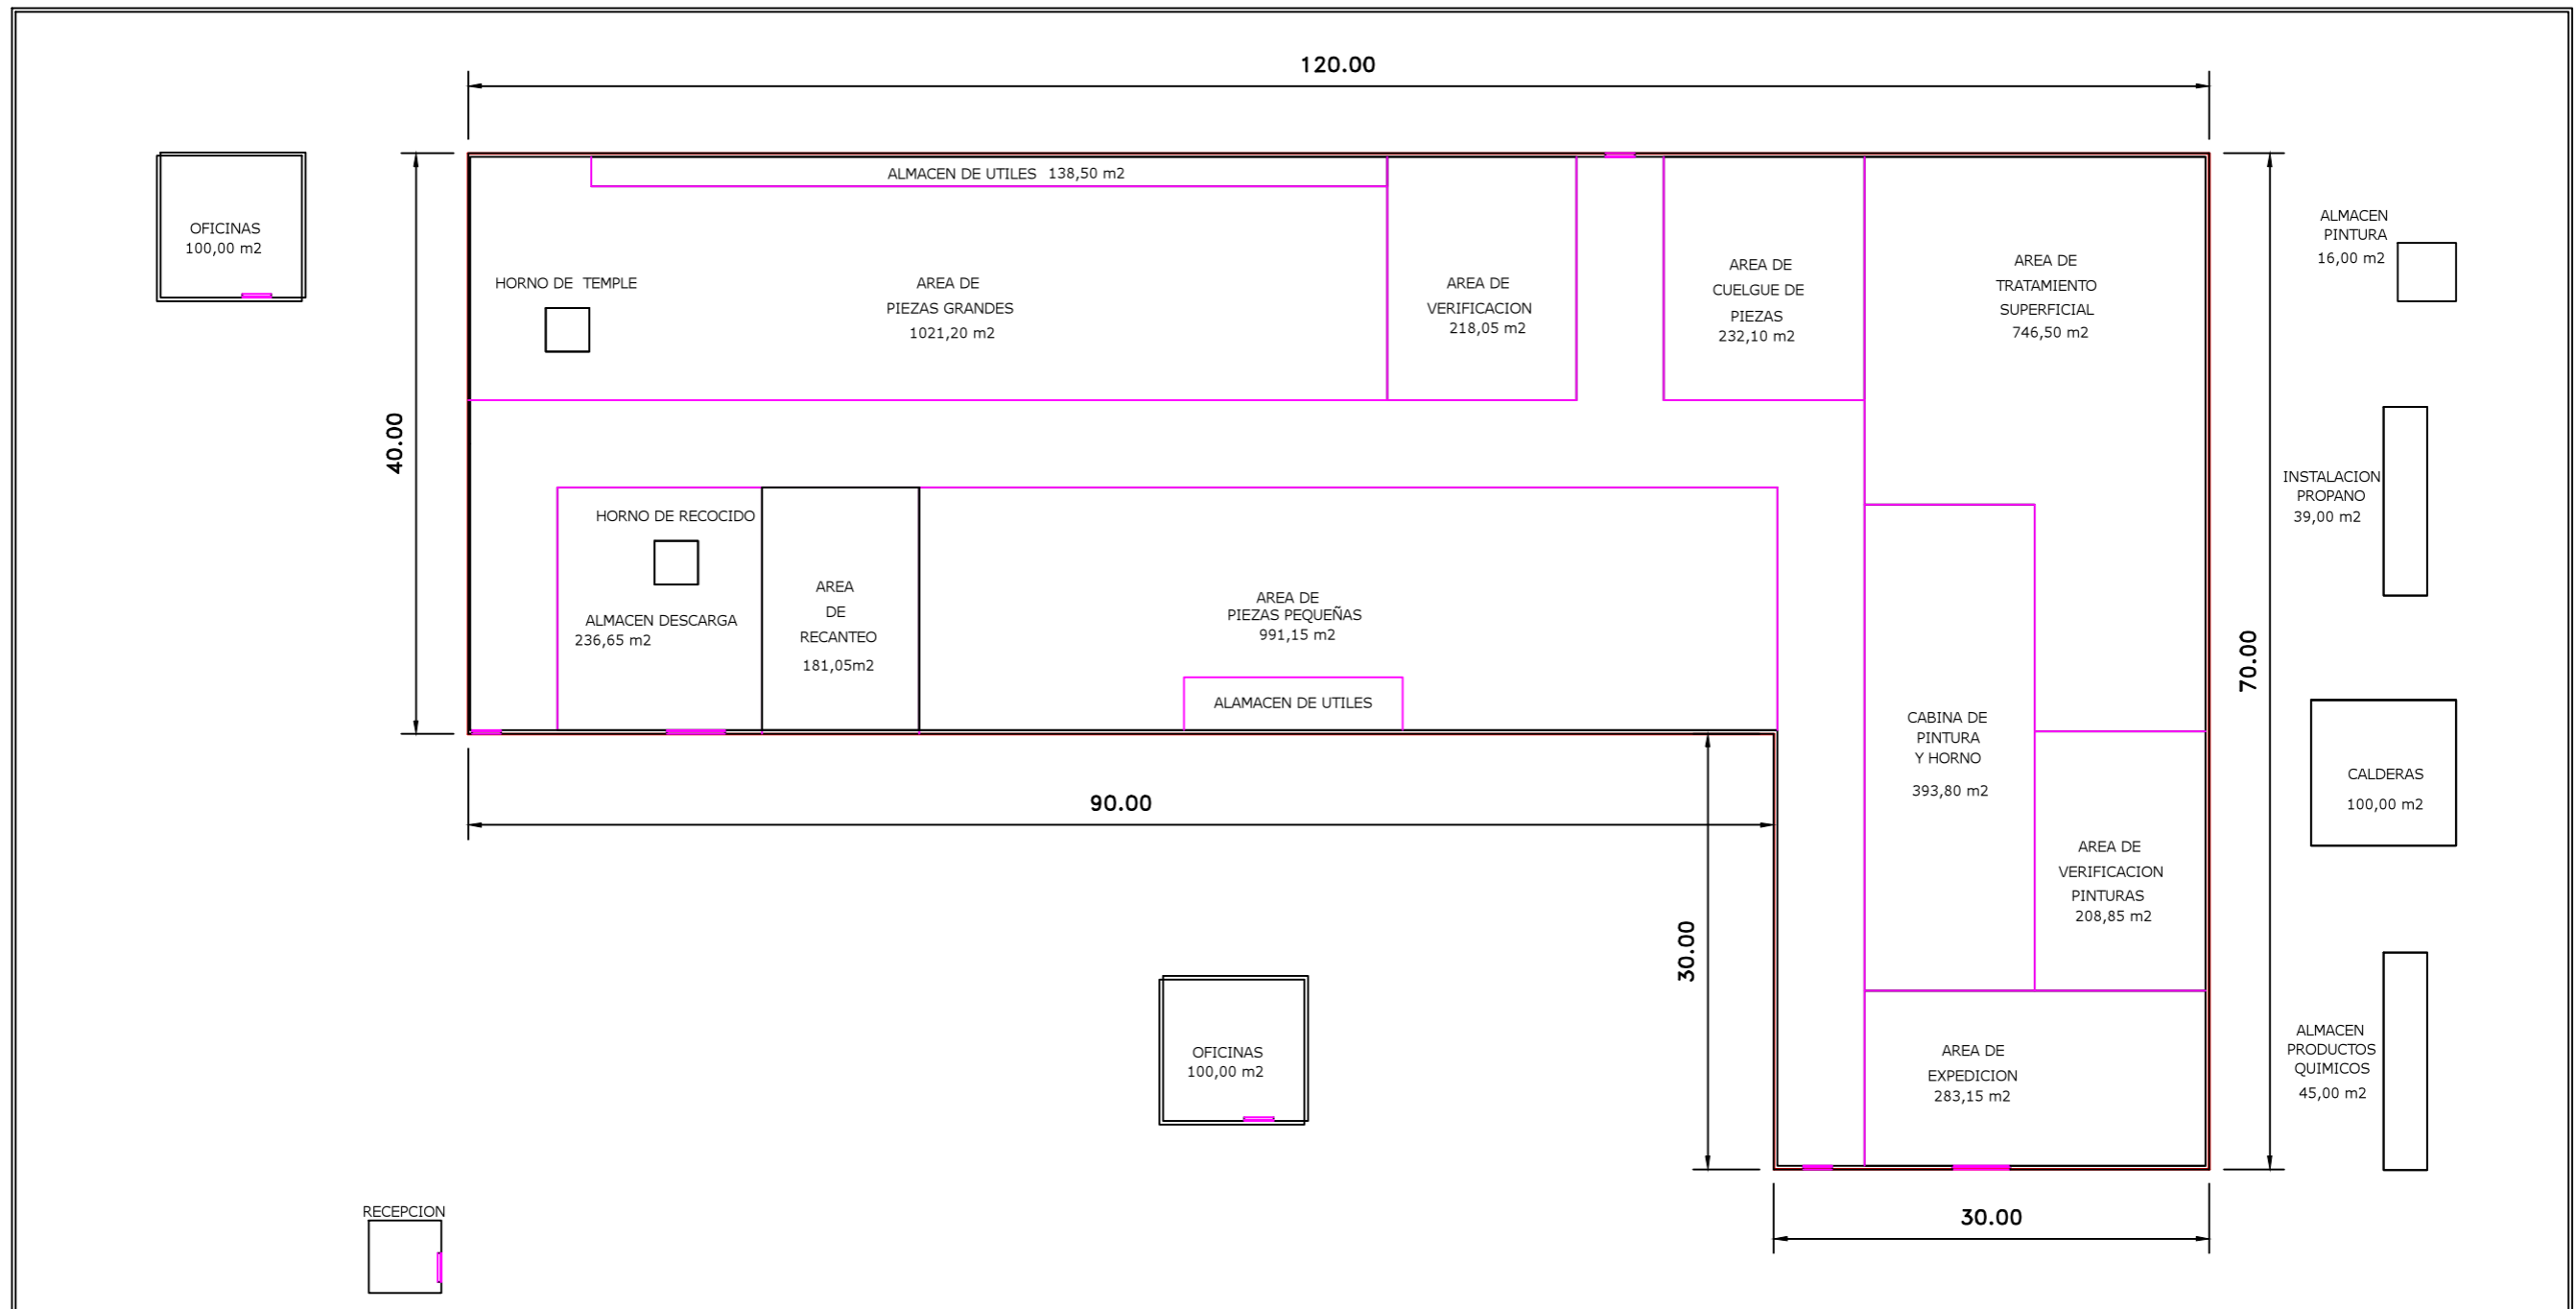 120.00
OFICINAS
100,00 m2
40.00
ALMACEN DE UTILES 138,50 m2
HORNO DE TEMPLE
AREA DE
PIEZAS GRANDES
1021,20 m2
AREA DE
VERIFICACION
218,05 m2
AREA DE
CUELGUE DE
PIEZAS
232,10 m2
AREA DE
TRATAMIENTO
SUPERFICIAL
746,50 m2
ALMACEN
PINTURA
16,00 m2
INSTALACION
PROPANO
39,00 m2
HORNO DE RECOCIDO
ALMACEN DESCARGA
236,65 m2
AREA
DE
RECANTEO
181,05m2
AREA DE
PIEZAS PEQUEÑAS
991,15 m2
ALAMACEN DE UTILES
70.00
CABINA DE
PINTURA
Y HORNO
393,80 m2
CALDERAS
100,00 m2
90.00
AREA DE
VERIFICACION
PINTURAS
208,85 m2
30.00
OFICINAS
100,00 m2
AREA DE
EXPEDICION
283,15 m2
ALMACEN
PRODUCTOS
QUIMICOS
45,00 m2
RECEPCION
30.00